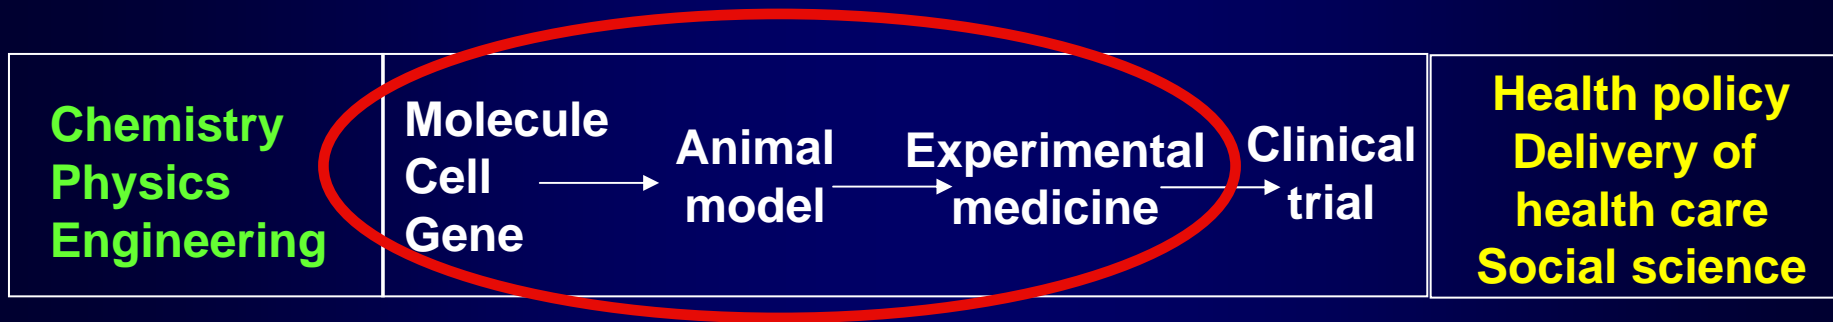 Chemistry
Physics
Engineering
Molecule
Cell
Gene
Animal
model
Experimental
medicine
Clinical
trial
Health policy
Delivery of
health care
Social science